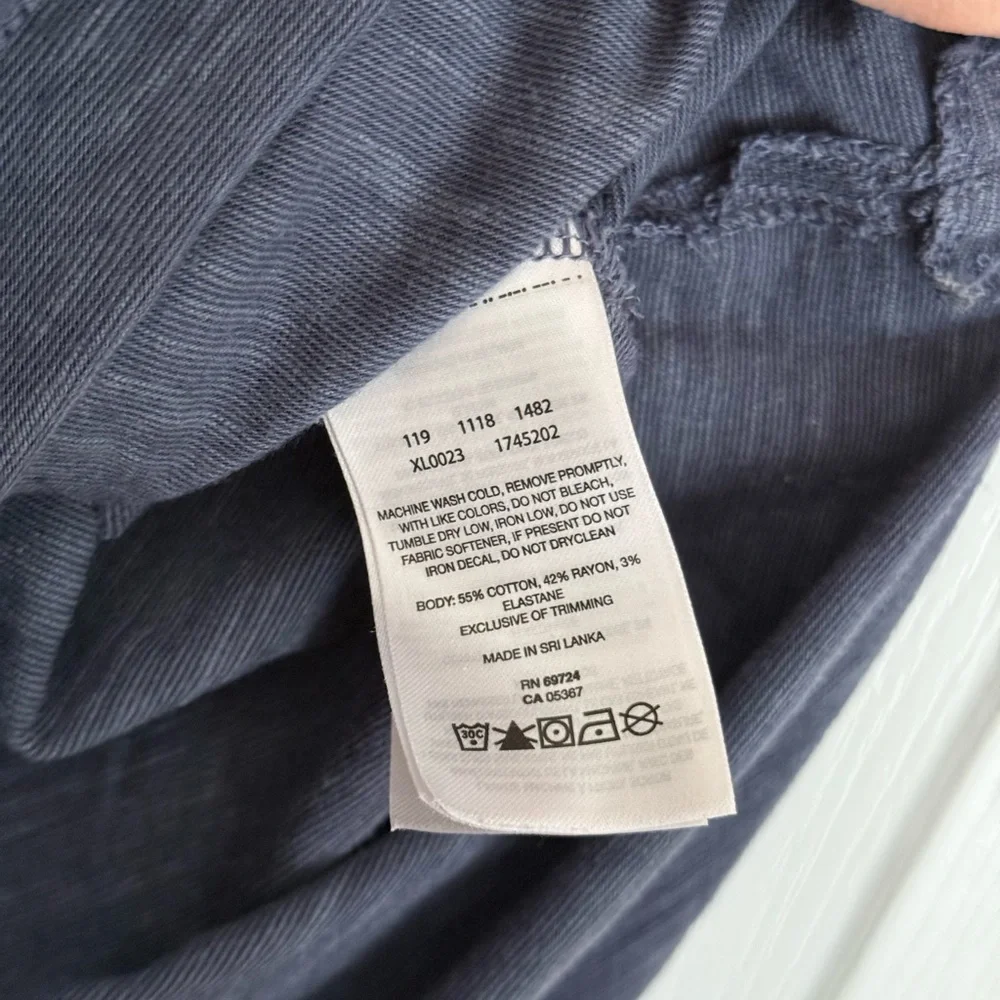 119 1118 1482
XL0023 1745202
MACHINE WASH COLD, REMOVE PROMPTLY,
WITH LIKE COLORS, DO NOT BLEACH,
TUMBLE DRY LOW, IRON LOW, DO NOT USE
FABRIC SOFTENER, IF PRESENT DO NOT
IRON DECAL, DO NOT DRYCLEAN
BODY: 55% COTTON, 42% RAYON, 3%
ELASTANE
EXCLUSIVE OF TRIMMING
MADE IN SRI LANKA
RN 69724
CA 05367
30C